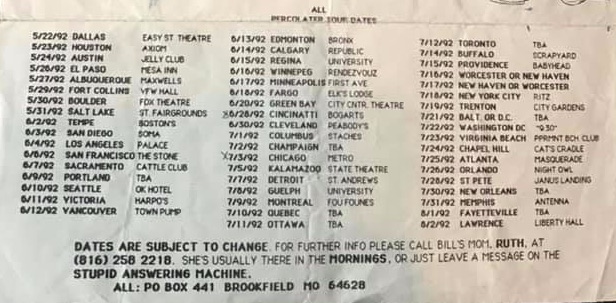 ALL
PERCOLATER TOUR DATES
5/22/92 DALLAS EASY ST THEATRE
5/23/92 HOUSTON AXIOM
5/24/92 AUSTIN JELLY CLUB
5/26/92 EL PASO MESA INN
5/27/92 ALBUQUERQUE MAXWELLS
5/29/92 FORT COLLINS VFW HALL
5/30/92 BOULDER FOX THEATRE
5/31/92 SALT LAKE ST. FAIRGROUNDS
6/2/92 TEMPE BOSTON'S
6/3/92 SAN DIEGO SOMA
6/4/92 LOS ANGELES PALACE
6/6/92 SAN FRANCISCO THE STONE
6/7/92 SACRAMENTO CATTLE CLUB
6/9/92 PORTLAND TBA
6/10/92 SEATTLE OK HOTEL
6/11/92 VICTORIA HARPO'S
6/12/92 VANCOUVER TOWN PUMP
6/13/92 EDMONTON BRONX
6/14/92 CALGARY REPUBLIC
6/15/92 REGINA UNIVERSITY
6/16/92 WINNEPEG RENDEZVOUZ
6/17/92 MINNEAPOLIS FIRST AVE
6/18/92 FARGO ELK'S LODGE
6/20/92 GREEN BAY CITY CNTR. THEATRE
X6/28/92 CINCINATTI BOGARTS
6/30/92 CLEVELAND PEABODY'S
7/1/92 COLUMBUS STACHES
7/2/92 CHAMPAIGN TBA
X7/3/92 CHICAGO METRO
7/5/92 KALAMAZOO STATE THEATRE
7/7/92 DETROIT ST ANDREWS
7/8/92 GUELPH UNIVERSITY
7/9/92 MONTREAL FOU FOUNES
7/10/92 QUEBEC TBA
7/11/92 OTTAWA TBA
7/12/92 TORONTO TBA
7/14/92 BUFFALO SCRAPYARD
7/15/92 PROVIDENCE BABYHEAD
7/16/92 WORCESTER OR NEW HAVEN
7/17/92 NEW HAVEN OR WORCESTER
7/18/92 NEW YORK CITY RITZ
7/19/92 TRENTON CITY GARDENS
7/21/92 BALT, OR D.C. TBA
7/22/92 WASHINGTON DC "9:30"
7/23/92 VIRGINIA BEACH PPRMNT BCH CLUB
7/24/92 CHAPEL HILL CAT'S CRADLE
7/25/92 ATLANTA MASQUERADE
7/26/92 ORLANDO NIGHT OWL
7/28/92 ST PETE JANUS LANDING
7/30/92 NEW ORLEANS TBA
7/31/92 MEMPHIS ANTENNA
8/1/92 FAYETTEVILLE TBA
8/2/92 LAWRENCE LIBERTY HALL
DATES ARE SUBJECT TO CHANGE. FOR FURTHER INFO PLEASE CALL BILL'S MOM, RUTH, AT
(816) 258 2218. SHE'S USUALLY THERE IN THE MORNINGS, OR JUST LEAVE A MESSAGE ON THE
STUPID ANSWERING MACHINE.
ALL: PO BOX 441 BROOKFIELD MO 64628